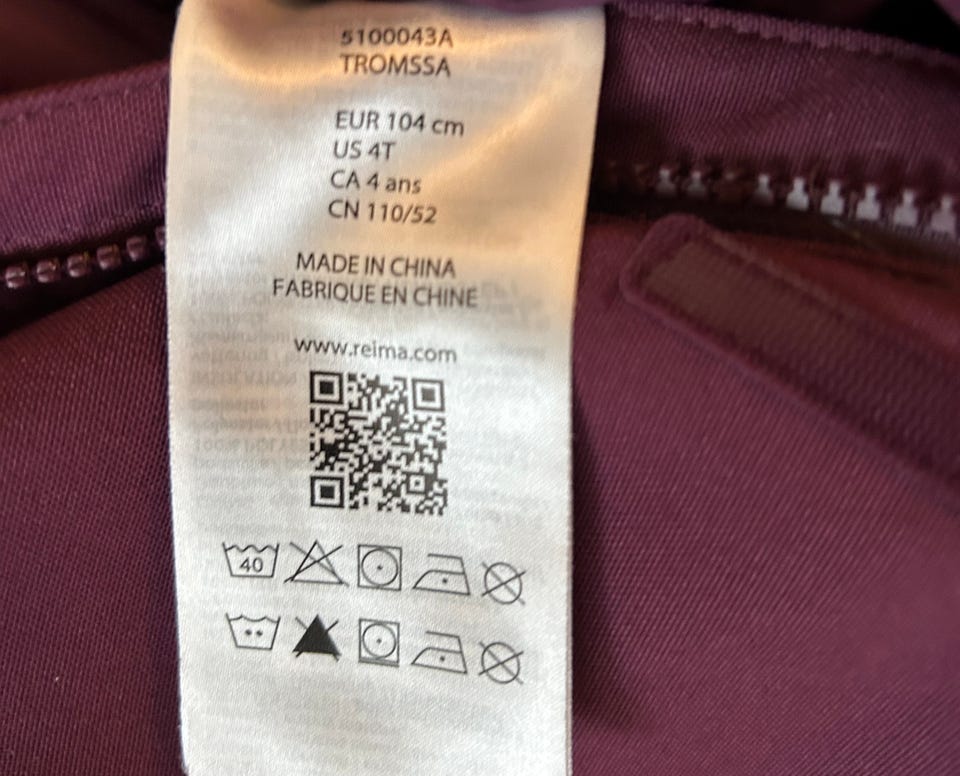 5100043A
TROMSSA
EUR 104 cm
US 4T
CA 4 ans
CN 110/52
MADE IN CHINA
FABRIQUE EN CHINE
www.reima.com
40